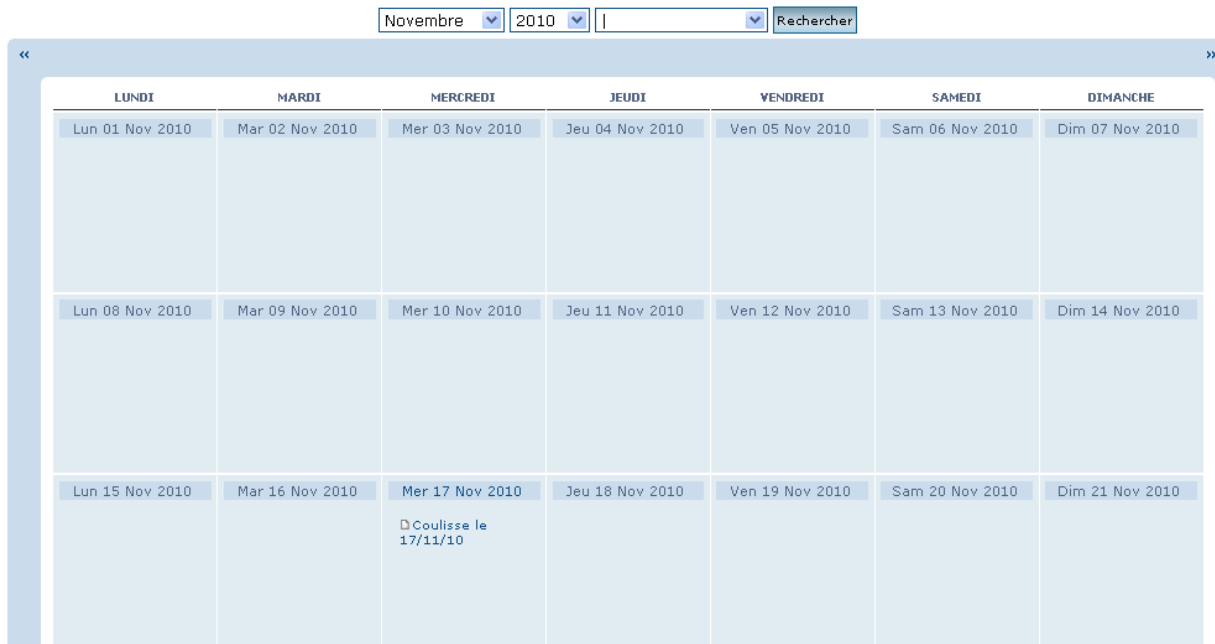 Novembre 2010 | Rechercher
« »
LUNDI MARDI MERCREDI JEUDI VENDREDI SAMEDI DIMANCHE
Lun 01 Nov 2010 Mar 02 Nov 2010 Mer 03 Nov 2010 Jeu 04 Nov 2010 Ven 05 Nov 2010 Sam 06 Nov 2010 Dim 07 Nov 2010
Lun 08 Nov 2010 Mar 09 Nov 2010 Mer 10 Nov 2010 Jeu 11 Nov 2010 Ven 12 Nov 2010 Sam 13 Nov 2010 Dim 14 Nov 2010
Lun 15 Nov 2010 Mar 16 Nov 2010 Mer 17 Nov 2010 Jeu 18 Nov 2010 Ven 19 Nov 2010 Sam 20 Nov 2010 Dim 21 Nov 2010
Coulisse le
17/11/10